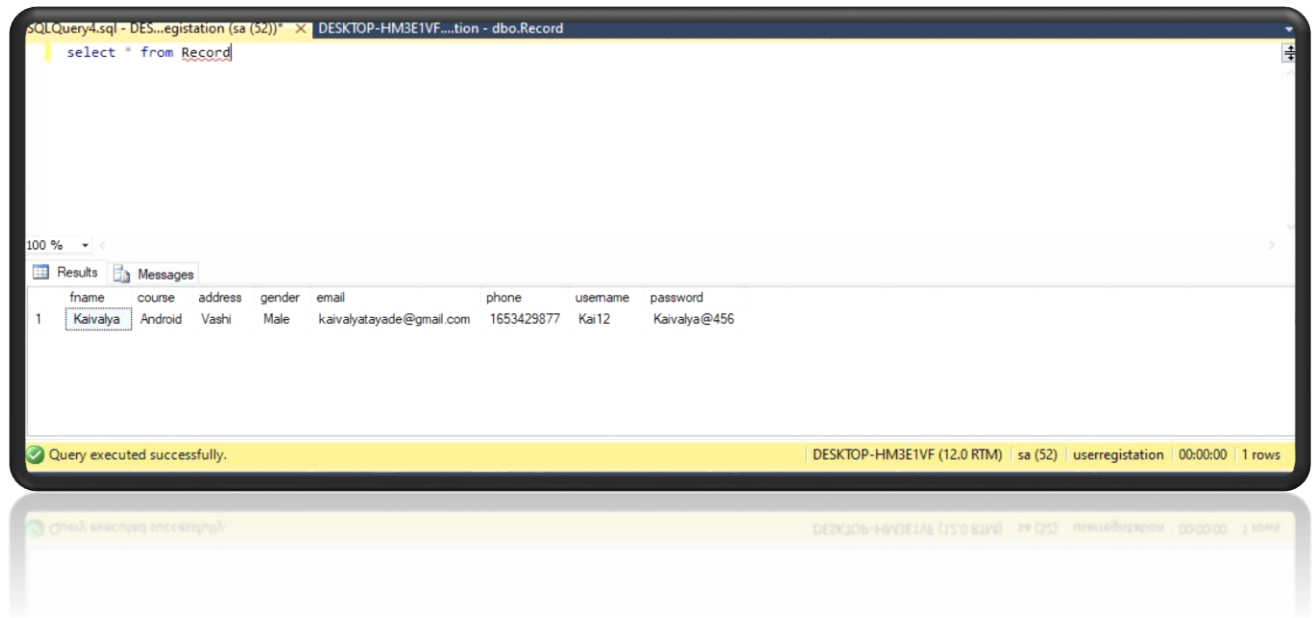 SQLQuery4.sql - DES...egistation (sa (52))* × DESKTOP-HM3E1VF....tion - dbo.Record
select * from Record
100 %
Results Messages
fname course address gender email phone username password
1 Kaivalya Android Vashi Male kaivalyatayade@gmail.com 1653429877 Kai12 Kaivalya@456
Query executed successfully. DESKTOP-HM3E1VF (12.0 RTM) sa (52) userregistation 00:00:00 1 rows